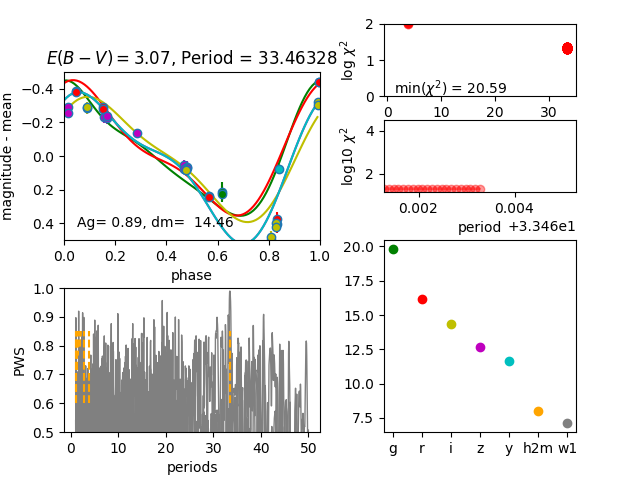 E(B − V) = 3.07, Period = 33.46328
magnitude - mean
−0.4
−0.2
0.0
0.2
0.4
Ag= 0.89, dm= 14.46
0.0 0.2 0.4 0.6 0.8 1.0
phase
log χ²
2
1
0
min(χ²) = 20.59
0 10 20 30
log10 χ²
4
2
0.002 0.004
period +3.346e1
PWS
1.0
0.9
0.8
0.7
0.6
0.5
0 10 20 30 40 50
periods
20.0
17.5
15.0
12.5
10.0
7.5
g r i z y h2m w1